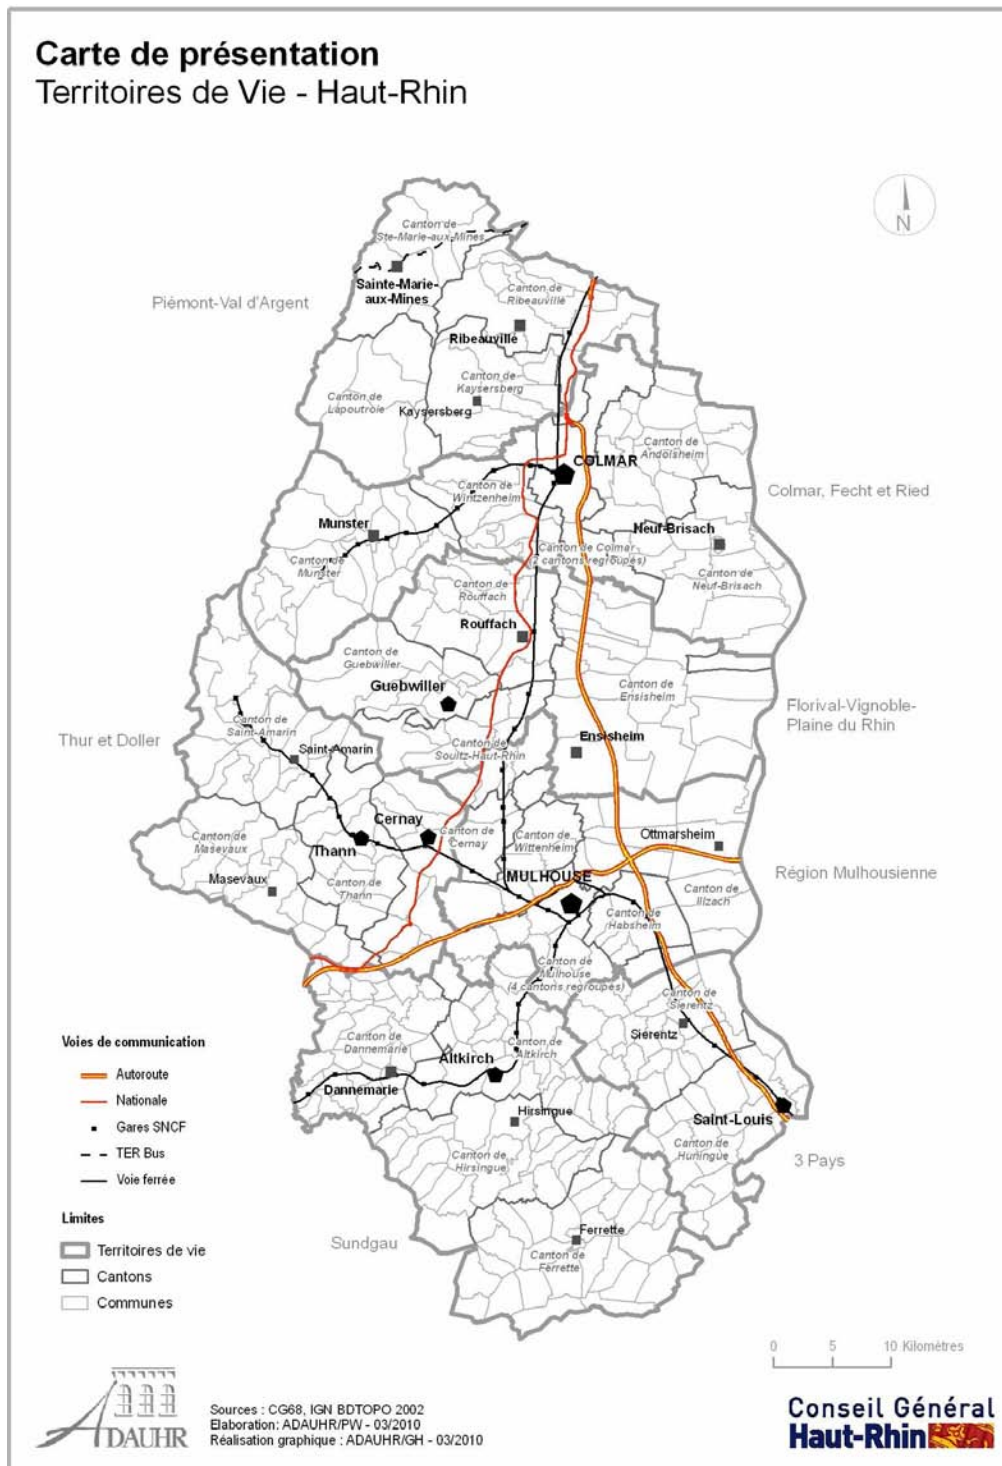 Carte de présentation
Territoires de Vie - Haut-Rhin
N
Canton de
Ste-Marie-aux-Mines
Sainte-Marie-
aux-Mines
Piémont-Val d'Argent
Canton de
Ribeauvillé
Ribeauvillé
Canton de
Kaysersberg
Kaysersberg
Canton de
Lapoutroie
Canton de
Andolsheim
COLMAR
Canton de
Wintzenheim
Colmar, Fecht et Ried
Munster
Neuf-Brisach
Canton de
Munster
Canton de Colmar
(2 cantons regroupés)
Canton de
Neuf-Brisach
Canton de
Rouffach
Rouffach
Canton de
Guebwiller
Guebwiller
Canton de
Ensisheim
Florival-Vignoble-
Plaine du Rhin
Canton de
Saint-Amarin
Thur et Doller
Saint-Amarin
Canton de
Soultz-Haut-Rhin
Ensisheim
Cernay
Canton de
Cernay
Canton de
Wittenheim
Ottmarsheim
Canton de
Masevaux
Thann
Masevaux
Canton de
Thann
MULHOUSE
Région Mulhousienne
Canton de
Illzach
Canton de
Habsheim
Canton de
Mulhouse
(4 cantons regroupés)
Canton de
Sierentz
Sierentz
Canton de
Dannemarie
Altkirch
Canton de
Altkirch
Dannemarie
Hirsingue
Saint-Louis
Canton de
Huningue
3 Pays
Canton de
Hirsingue
Sundgau
Ferrette
Canton de
Ferrette
Voies de communication
Autoroute
Nationale
Gares SNCF
TER Bus
Voie ferrée
Limites
Territoires de vie
Cantons
Communes
0 5 10 Kilomètres
ADAUHR
Sources : CG68, IGN BDTOPO 2002
Elaboration: ADAUHR/PW - 03/2010
Réalisation graphique : ADAUHR/GH - 03/2010
Conseil Général
Haut-Rhin